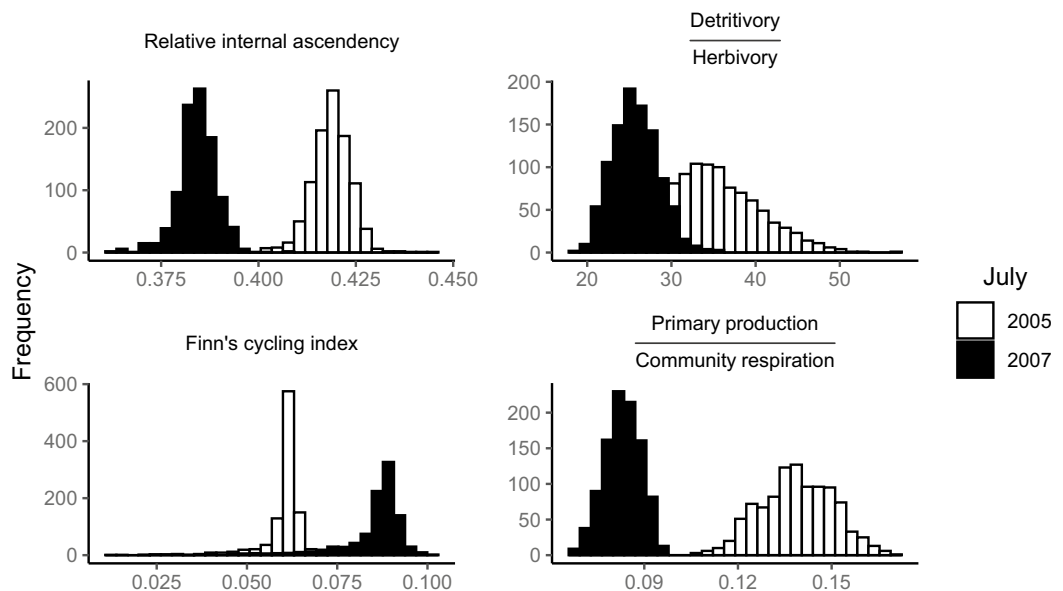 Relative internal ascendency
Detritivory
Herbivory
200
100
0
0.375 0.400 0.425 0.450
200
150
100
50
0
20 30 40 50
Frequency
Finn's cycling index
Primary production
Community respiration
600
400
200
0
0.025 0.050 0.075 0.100
200
150
100
50
0
0.09 0.12 0.15
July
2005
2007